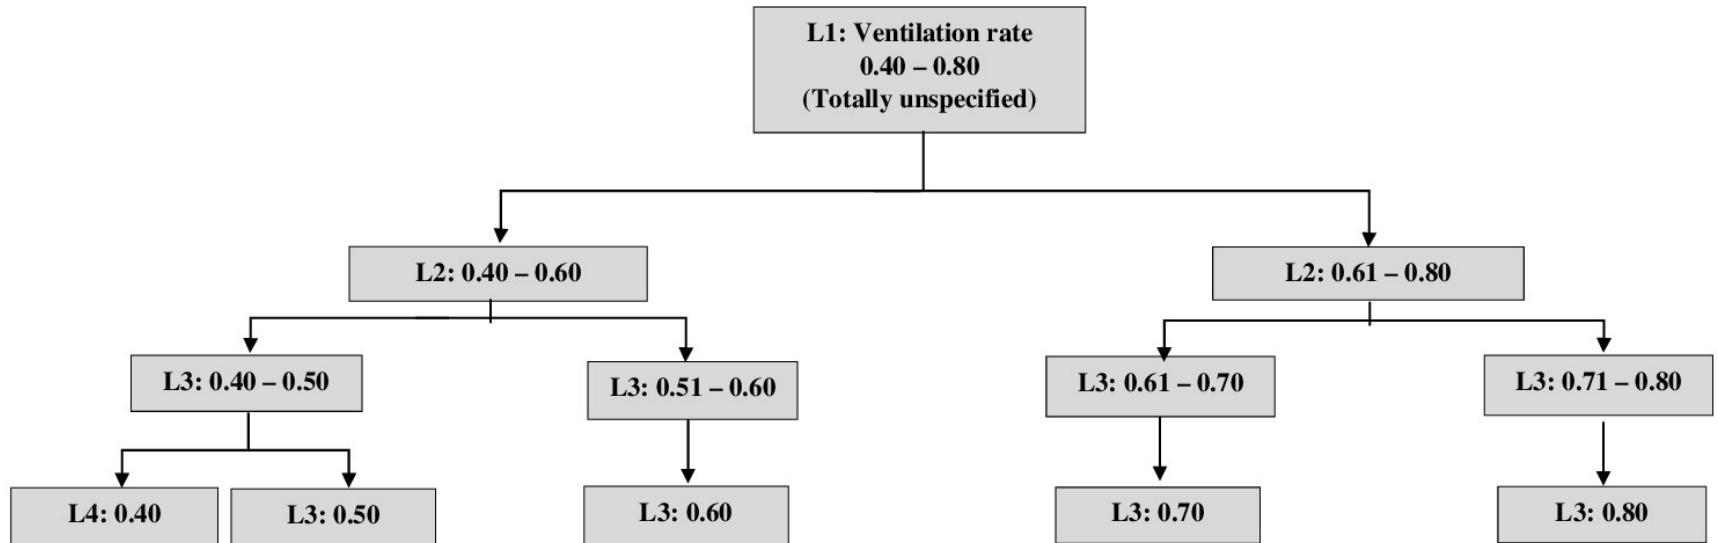 L1: Ventilation rate
0.40 – 0.80
(Totally unspecified)
L2: 0.40 – 0.60
L2: 0.61 – 0.80
L3: 0.40 – 0.50
L3: 0.51 – 0.60
L3: 0.61 – 0.70
L3: 0.71 – 0.80
L4: 0.40
L3: 0.50
L3: 0.60
L3: 0.70
L3: 0.80